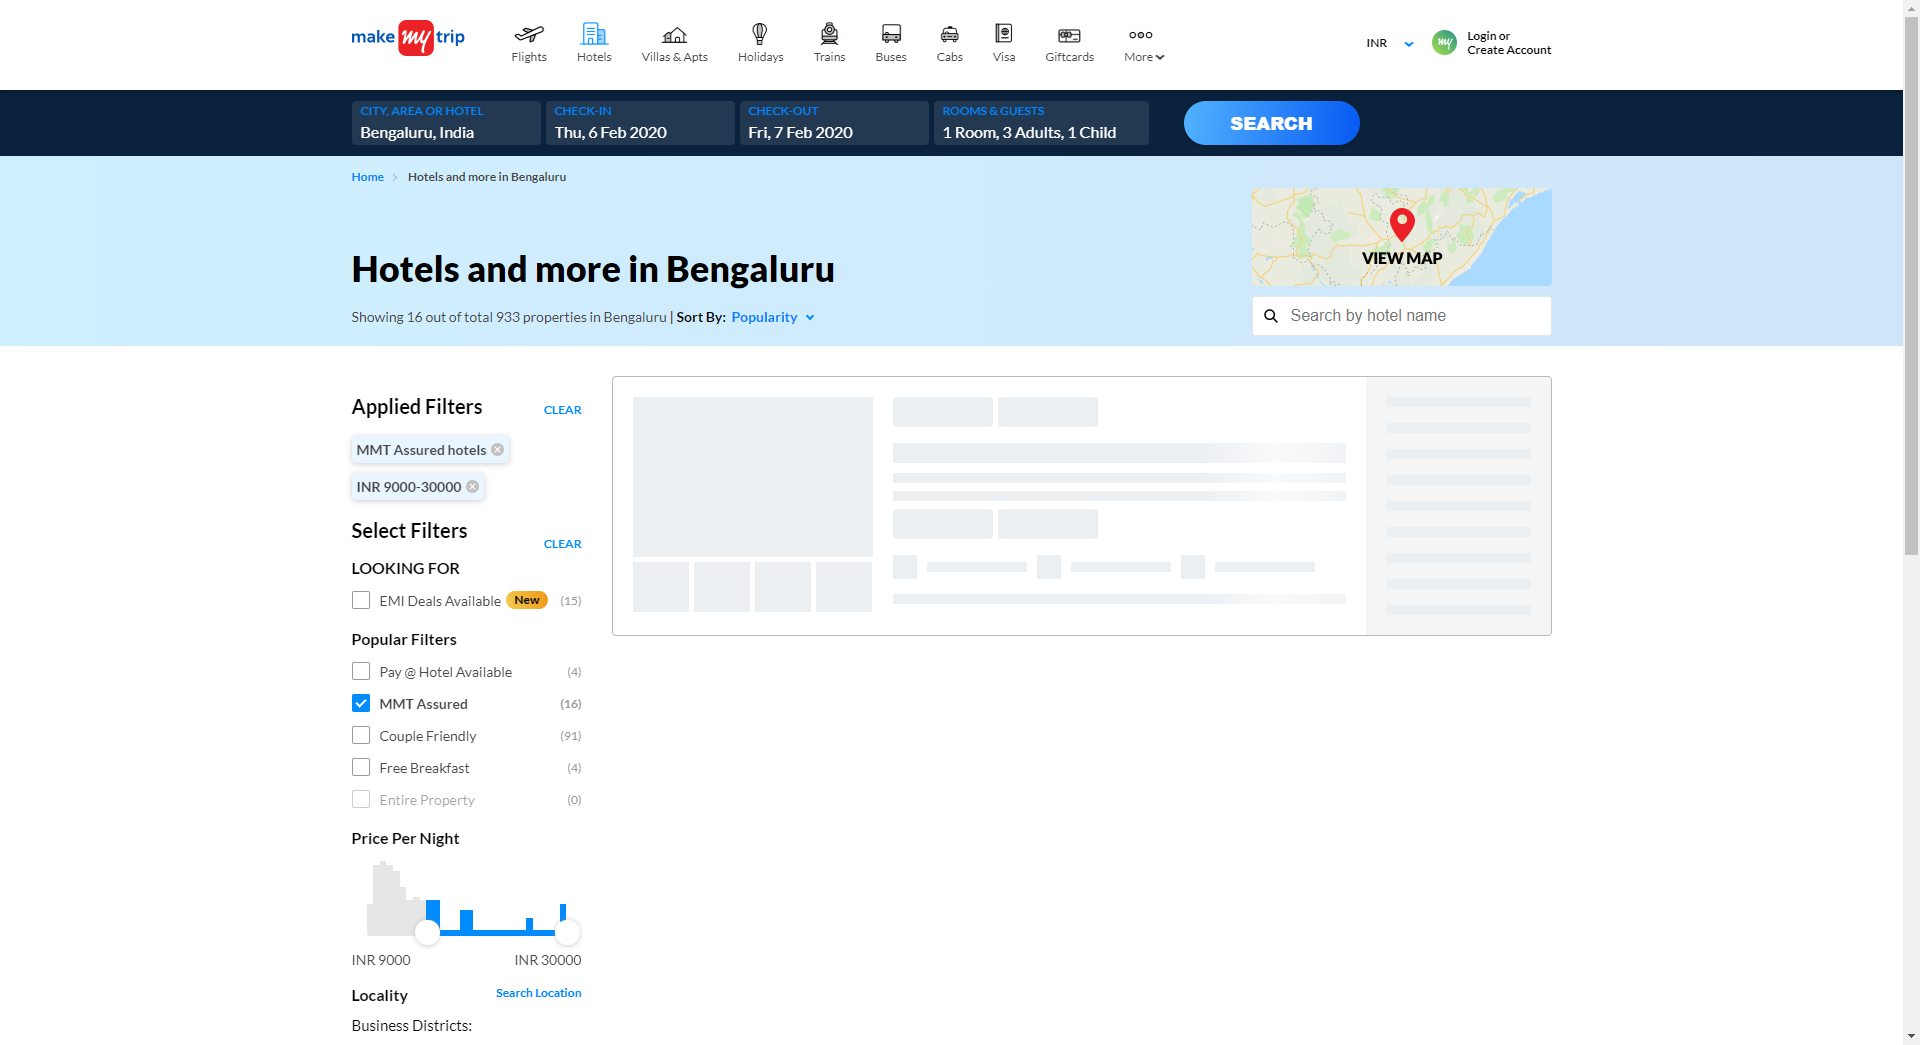 make my trip
Flights
Hotels
Villas & Apts
Holidays
Trains
Buses
Cabs
Visa
Giftcards
More
INR
my
Login or
Create Account
CITY, AREA OR HOTEL
Bengaluru, India
CHECK-IN
Thu, 6 Feb 2020
CHECK-OUT
Fri, 7 Feb 2020
ROOMS & GUESTS
1 Room, 3 Adults, 1 Child
SEARCH
Home
Hotels and more in Bengaluru
VIEW MAP
Hotels and more in Bengaluru
Showing 16 out of total 933 properties in Bengaluru | Sort By: Popularity
Search by hotel name
Applied Filters
CLEAR
MMT Assured hotels
INR 9000-30000
Select Filters
CLEAR
LOOKING FOR
EMI Deals Available New (15)
Popular Filters
Pay @ Hotel Available (4)
MMT Assured (16)
Couple Friendly (91)
Free Breakfast (4)
Entire Property (0)
Price Per Night
INR 9000 INR 30000
Locality Search Location
Business Districts: